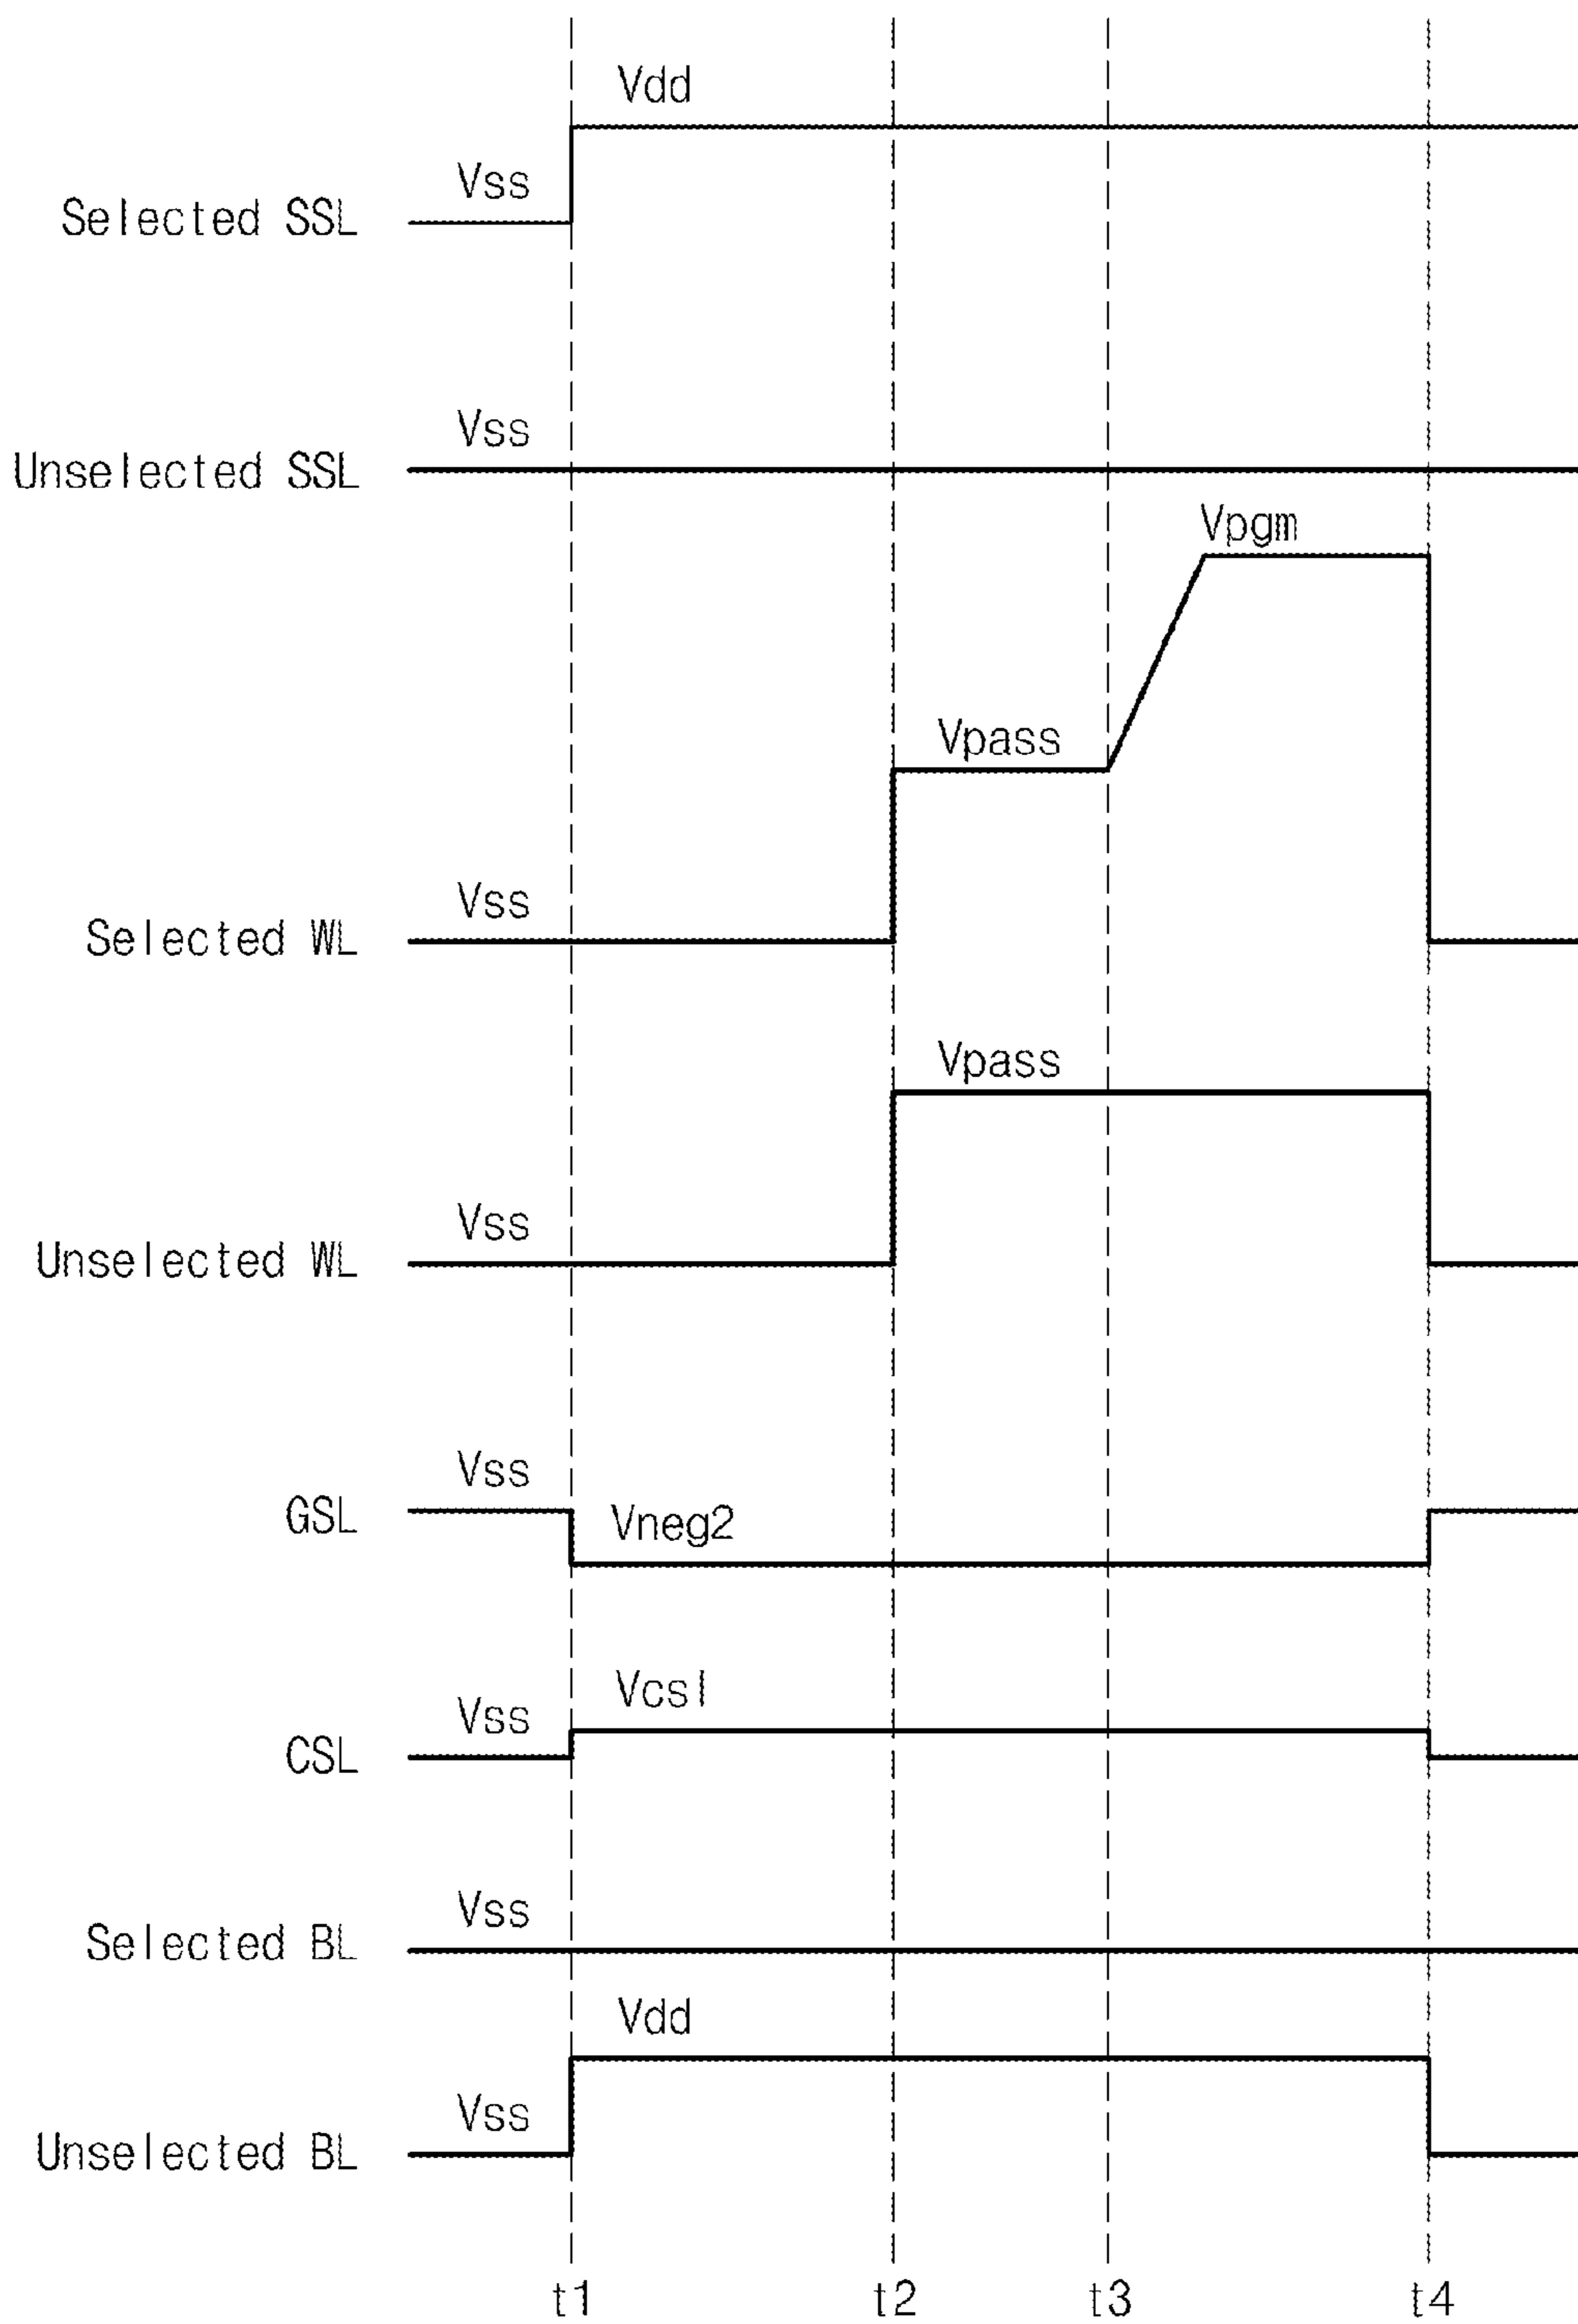 Vdd
Vss
Selected SSL
Vss
Unselected SSL
Vpgm
Vpass
Vss
Selected WL
Vpass
Vss
Unselected WL
Vss
GSL
Vneg2
Vcsl
Vss
CSL
Vss
Selected BL
Vdd
Vss
Unselected BL
t1 t2 t3 t4